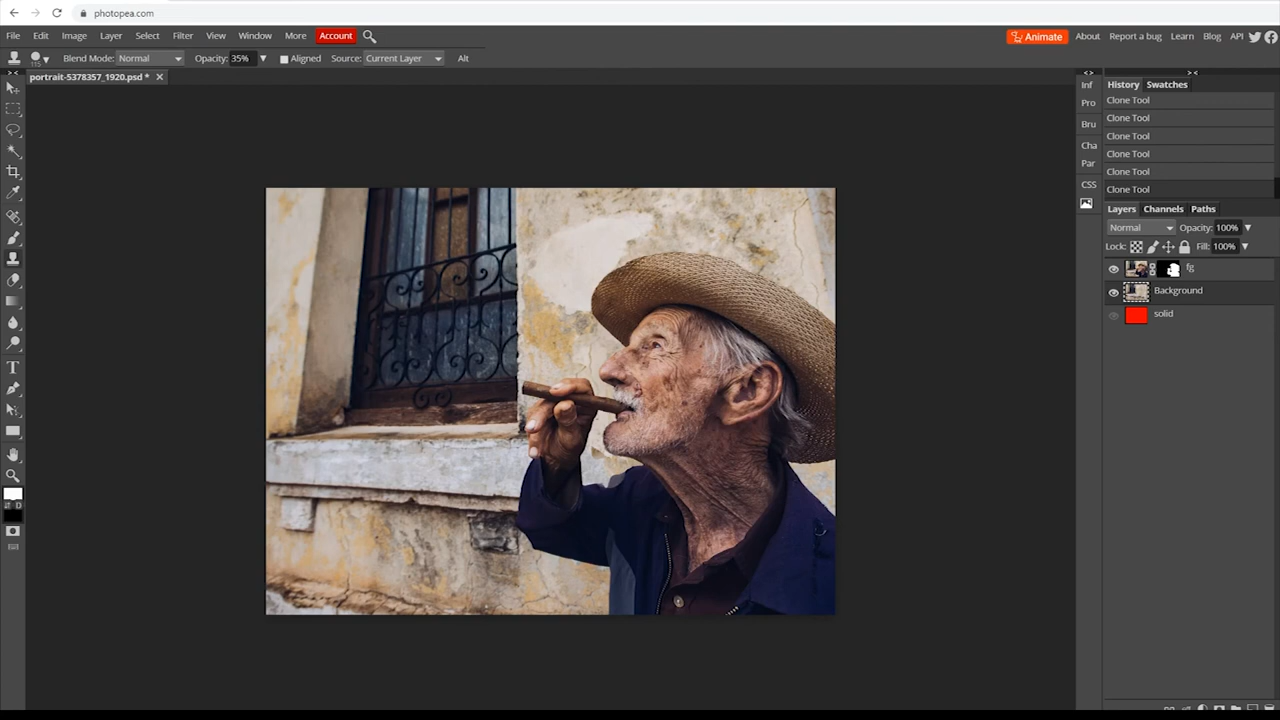 photopea.com
File Edit Image Layer Select Filter View Window More Account Animate About Report a bug Learn Blog API
115 Blend Mode: Normal Opacity: 35% Aligned Source: Current Layer Alt
portrait-5378357_1920.psd *
Inf
Pro
Bru
Cha
Par
CSS
History Swatches
Clone Tool
Clone Tool
Clone Tool
Clone Tool
Clone Tool
Clone Tool
Layers Channels Paths
Normal Opacity: 100%
Lock: Fill: 100%
fg
Background
solid
D